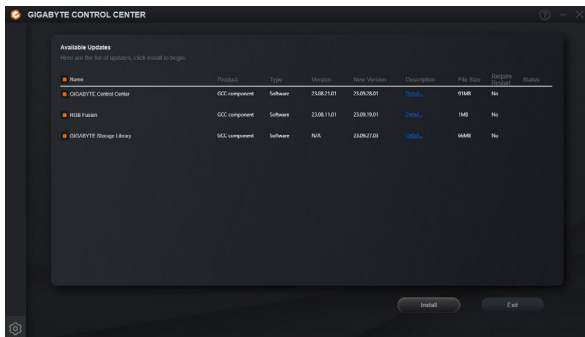 GIGABYTE CONTROL CENTER
Available Updates
Here are the list of updates, click install to begin.
Name Product Type Version New Version Description File Size Require Restart Status
GIGABYTE Control Center GCC component Software 23.08.21.01 23.09.28.01 Detail... 91MB No
RGB Fusion GCC component Software 23.08.11.01 23.09.19.01 Detail... 1MB No
GIGABYTE Storage Library GCC component Software N/A 23.09.27.03 Detail... 66MB No
Install Exit